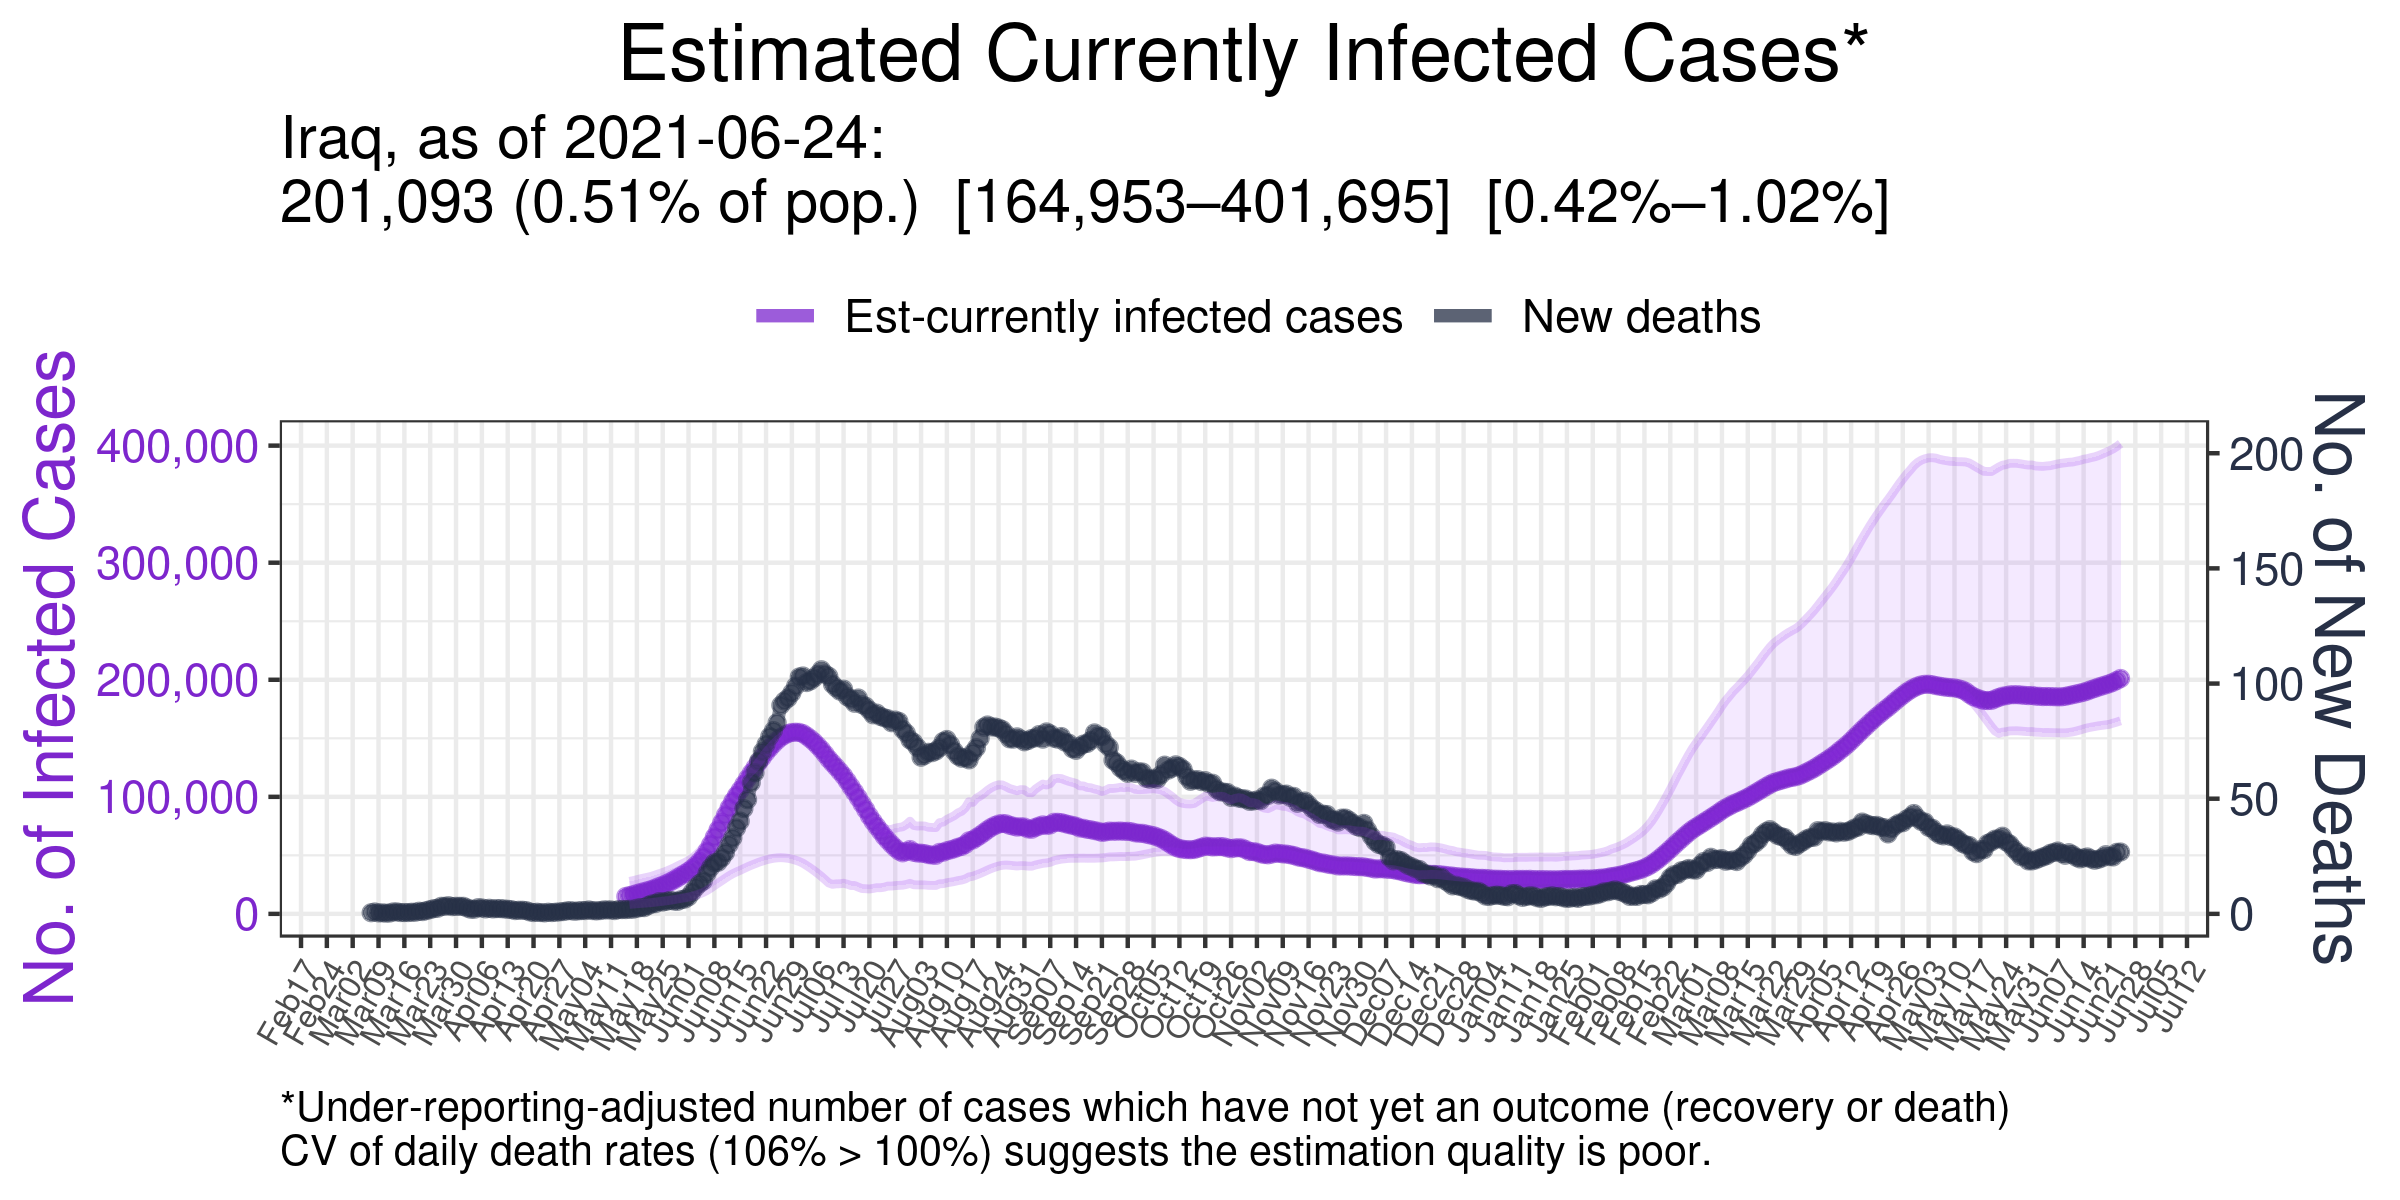 Estimated Currently Infected Cases*
Iraq, as of 2021-06-24:
201,093 (0.51% of pop.)  [164,953–401,695]  [0.42%–1.02%]
Est-currently infected cases
New deaths
No. of Infected Cases
400,000
300,000
200,000
100,000
0
200
150
100
50
0
No. of New Deaths
Feb17
Feb24
Mar02
Mar09
Mar16
Mar23
Mar30
Apr06
Apr13
Apr20
Apr27
May04
May11
May18
May25
Jun01
Jun08
Jun15
Jun22
Jun29
Jul06
Jul13
Jul20
Jul27
Aug03
Aug10
Aug17
Aug24
Aug31
Sep07
Sep14
Sep21
Sep28
Oct05
Oct12
Oct19
Oct26
Nov02
Nov09
Nov16
Nov23
Nov30
Dec07
Dec14
Dec21
Dec28
Jan04
Jan11
Jan18
Jan25
Feb01
Feb08
Feb15
Feb22
Mar01
Mar08
Mar15
Mar22
Mar29
Apr05
Apr12
Apr19
Apr26
May03
May10
May17
May24
May31
Jun07
Jun14
Jun21
Jun28
Jul05
Jul12
*Under-reporting-adjusted number of cases which have not yet an outcome (recovery or death)
CV of daily death rates (106% > 100%) suggests the estimation quality is poor.